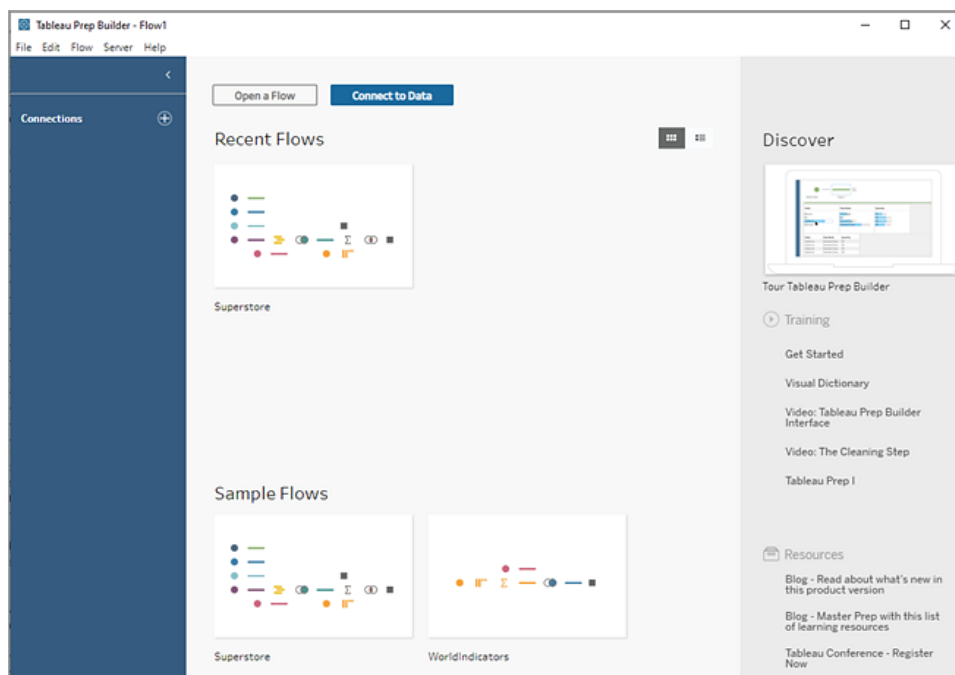 Tableau Prep Builder - Flow1
File Edit Flow Server Help
Connections
Open a Flow
Connect to Data
Recent Flows
Superstore
Sample Flows
Superstore
WorldIndicators
Discover
Tour Tableau Prep Builder
Training
Get Started
Visual Dictionary
Video: Tableau Prep Builder
Interface
Video: The Cleaning Step
Tableau Prep I
Resources
Blog - Read about what's new in
this product version
Blog - Master Prep with this list
of learning resources
Tableau Conference - Register
Now